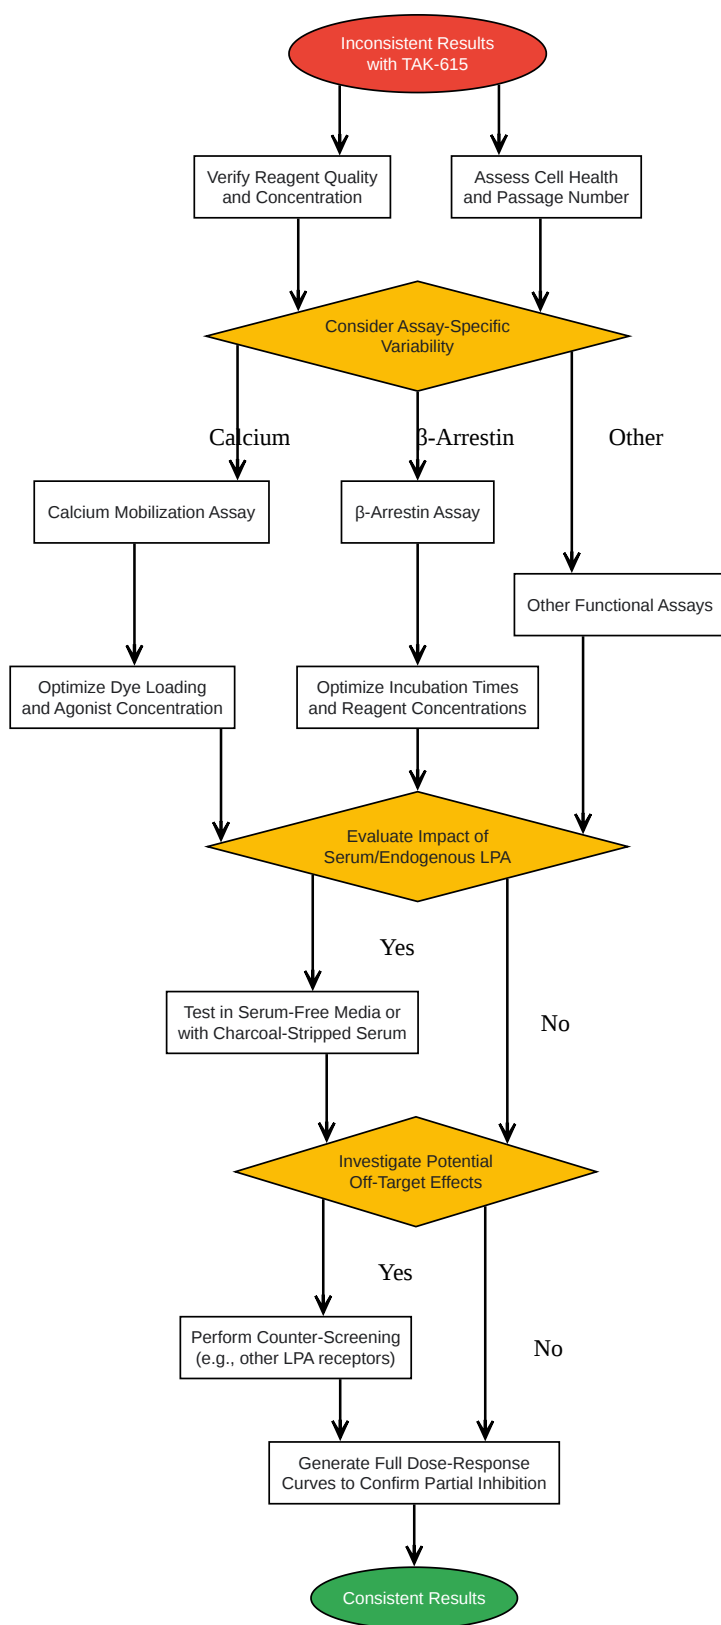 Inconsistent Results
with TAK-615
Verify Reagent Quality
and Concentration
Assess Cell Health
and Passage Number
Consider Assay-Specific
Variability
Calcium
β-Arrestin
Other
Calcium Mobilization Assay
β-Arrestin Assay
Other Functional Assays
Optimize Dye Loading
and Agonist Concentration
Optimize Incubation Times
and Reagent Concentrations
Evaluate Impact of
Serum/Endogenous LPA
Yes
Test in Serum-Free Media or
with Charcoal-Stripped Serum
No
Investigate Potential
Off-Target Effects
Yes
Perform Counter-Screening
(e.g., other LPA receptors)
No
Generate Full Dose-Response
Curves to Confirm Partial Inhibition
Consistent Results